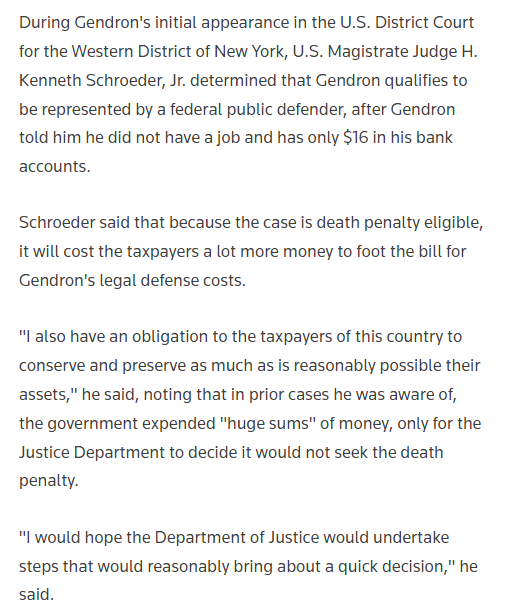 During Gendron's initial appearance in the U.S. District Court
for the Western District of New York, U.S. Magistrate Judge H.
Kenneth Schroeder, Jr. determined that Gendron qualifies to
be represented by a federal public defender, after Gendron
told him he did not have a job and has only $16 in his bank
accounts.
Schroeder said that because the case is death penalty eligible,
it will cost the taxpayers a lot more money to foot the bill for
Gendron's legal defense costs.
"I also have an obligation to the taxpayers of this country to
conserve and preserve as much as is reasonably possible their
assets," he said, noting that in prior cases he was aware of,
the government expended "huge sums" of money, only for the
Justice Department to decide it would not seek the death
penalty.
"I would hope the Department of Justice would undertake
steps that would reasonably bring about a quick decision," he
said.